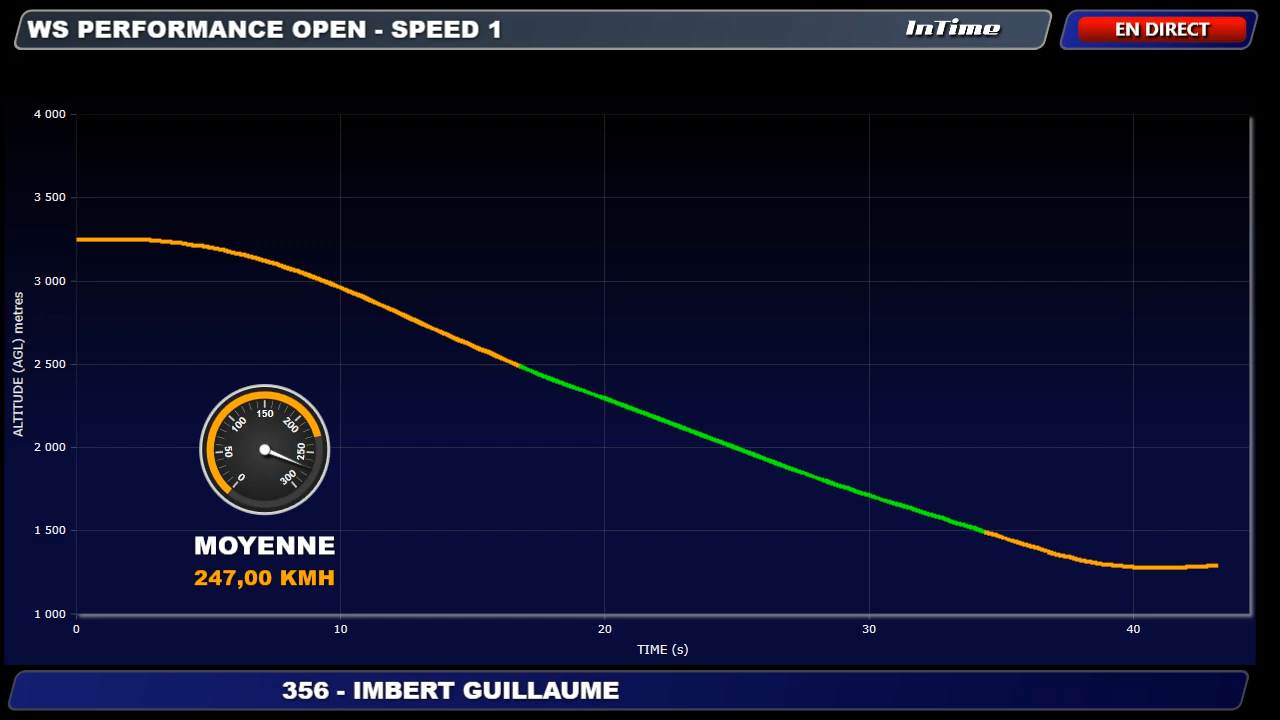 WS PERFORMANCE OPEN - SPEED 1
InTime
EN DIRECT
4 000
3 500
3 000
2 500
2 000
1 500
1 000
ALTITUDE (AGL) metres
0
50
100
150
200
250
300
MOYENNE
247,00 KMH
0
10
20
30
40
TIME (s)
356 - IMBERT GUILLAUME